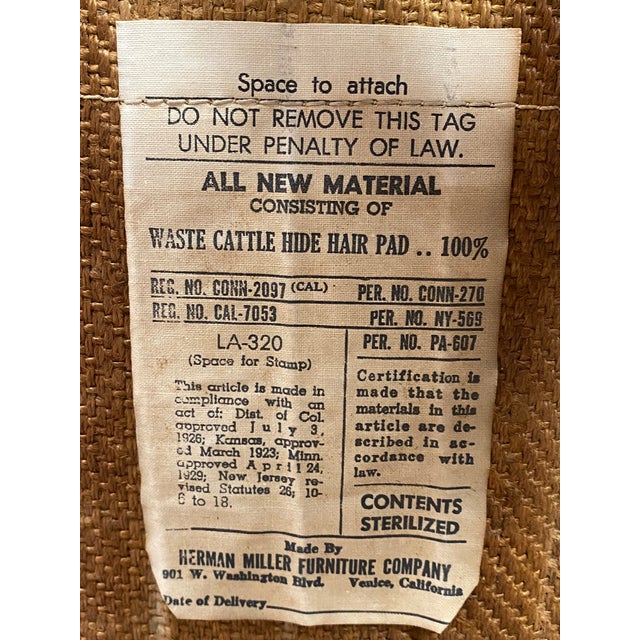 Space to attach
DO NOT REMOVE THIS TAG
UNDER PENALTY OF LAW.
ALL NEW MATERIAL
CONSISTING OF
WASTE CATTLE HIDE HAIR PAD .. 100%
REG. NO. CONN-2097 (CAL) PER. NO. CONN-270
REG. NO. CAL-7053 PER. NO. NY-569
LA-320 PER. NO. PA-607
(Space for Stamp)
This article is made in
compliance with an
act of: Dist. of Col.
approved July 3,
1926; Kansas, approv-
ed March 1923; Minn.
approved April 24,
1929; New Jersey re-
vised Statutes 26; 10-
6 to 18.
Certification is
made that the
materials in this
article are de-
scribed in ac-
cordance with
law.
CONTENTS
STERILIZED
Made By
HERMAN MILLER FURNITURE COMPANY
901 W. Washington Blvd. Venice, California
Date of Delivery